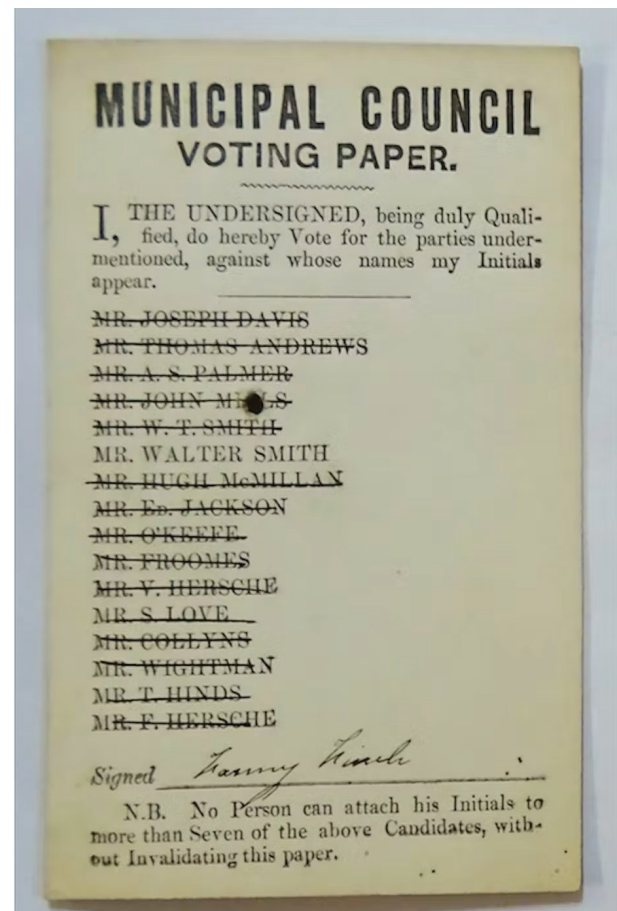 MUNICIPAL COUNCIL
VOTING PAPER.
I, THE UNDERSIGNED, being duly Quali-
fied, do hereby Vote for the parties under-
mentioned, against whose names my Initials
appear.
MR. JOSEPH DAVIS
MR. THOMAS ANDREWS
MR. A. S. PALMER
MR. JOHN
MR. W. T. SMITH
MR. WALTER SMITH
MR. HUGH McMILLAN
MR. ED. JACKSON
MR. O'KEEFE
MR. FROOMES
MR. V. HERSCHE
MR. S. LOVE
MR. COLLYNS
MR. WIGHTMAN
MR. T. HINDS
MR. F. HERSCHE
Signed Fanny Finch
N.B. No Person can attach his Initials to
more than Seven of the above Candidates, with-
out Invalidating this paper.